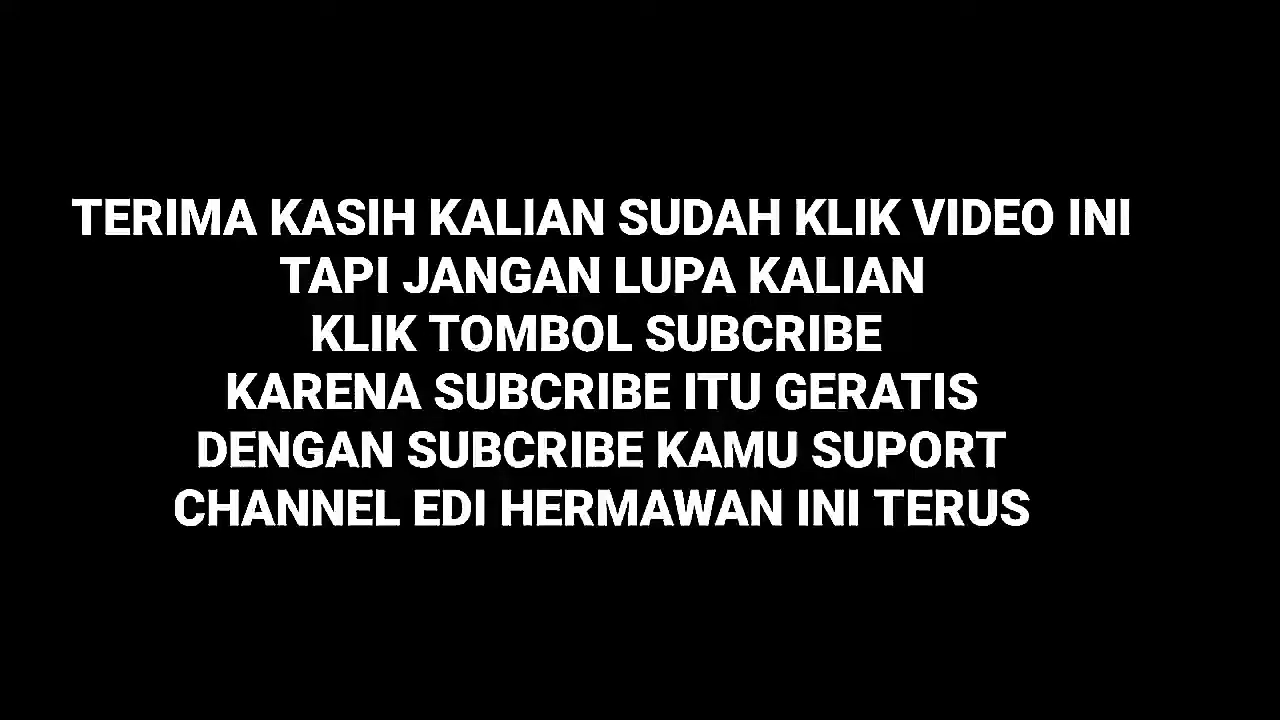 TERIMA KASIH KALIAN SUDAH KLIK VIDEO INI
TAPI JANGAN LUPA KALIAN
KLIK TOMBOL SUBCRIBE
KARENA SUBCRIBE ITU GERATIS
DENGAN SUBCRIBE KAMU SUPORT
CHANNEL EDI HERMAWAN INI TERUS